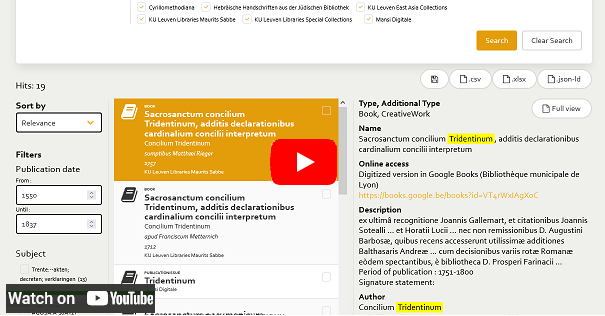 Cyrillomethodiana
Hebräische Handschriften aus der Jüdischen Bibliothek
KU Leuven East Asia Collections
KU Leuven Libraries Maurits Sabbe
KU Leuven Libraries Special Collections
Mansi Digitale
Search
Clear Search
Hits: 19
.csv
.xlsx
.json-ld
Sort by
Relevance
Filters
Publication date
From:
1550
Until:
1837
Subject
Trente--akten;
decreten; verklaringen (13)
BOOK
Sacrosanctum concilium
Tridentinum, additis declarationibus
cardinalium concilii interpretum
Concilium Tridentinum
sumptibus Matthaei Rieger
1757
KU Leuven Libraries Maurits Sabbe
BOOK
Sacrosanctum concilium
Tridentinum, additis declarationibus
cardinalium concilii interpretum
Concilium Tridentinum
apud Franciscum Metternich
1712
KU Leuven Libraries Maurits Sabbe
PUBLICATIONISSUE
Tridentinum
Mansi Digitale
BOOK
Type, Additional Type
Book, CreativeWork
Full view
Name
Sacrosanctum concilium Tridentinum, additis declarationibus
cardinalium concilii interpretum
Online access
Digitized version in Google Books (Bibliothèque municipale de
Lyon)
https://books.google.be/books?id=VT4rWxIAgXoC
Description
ex ultimâ recognitione Joannis Gallemart, et citationibus Joannis
Sotealli ... et Horatii Lucii ... nec non remissionibus D. Augustini
Barbosæ, quibus recens accesserunt utilissimæ additiones
Balthasaris Andreæ ... cum decisionibus variis rotæ Romanæ
eòdem spectantibus, è bibliotheca D. Prosperi Farinacii ...
Period of publication : 1751-1800
Signature statement:
Author
Concilium Tridentinum
Watch on YouTube